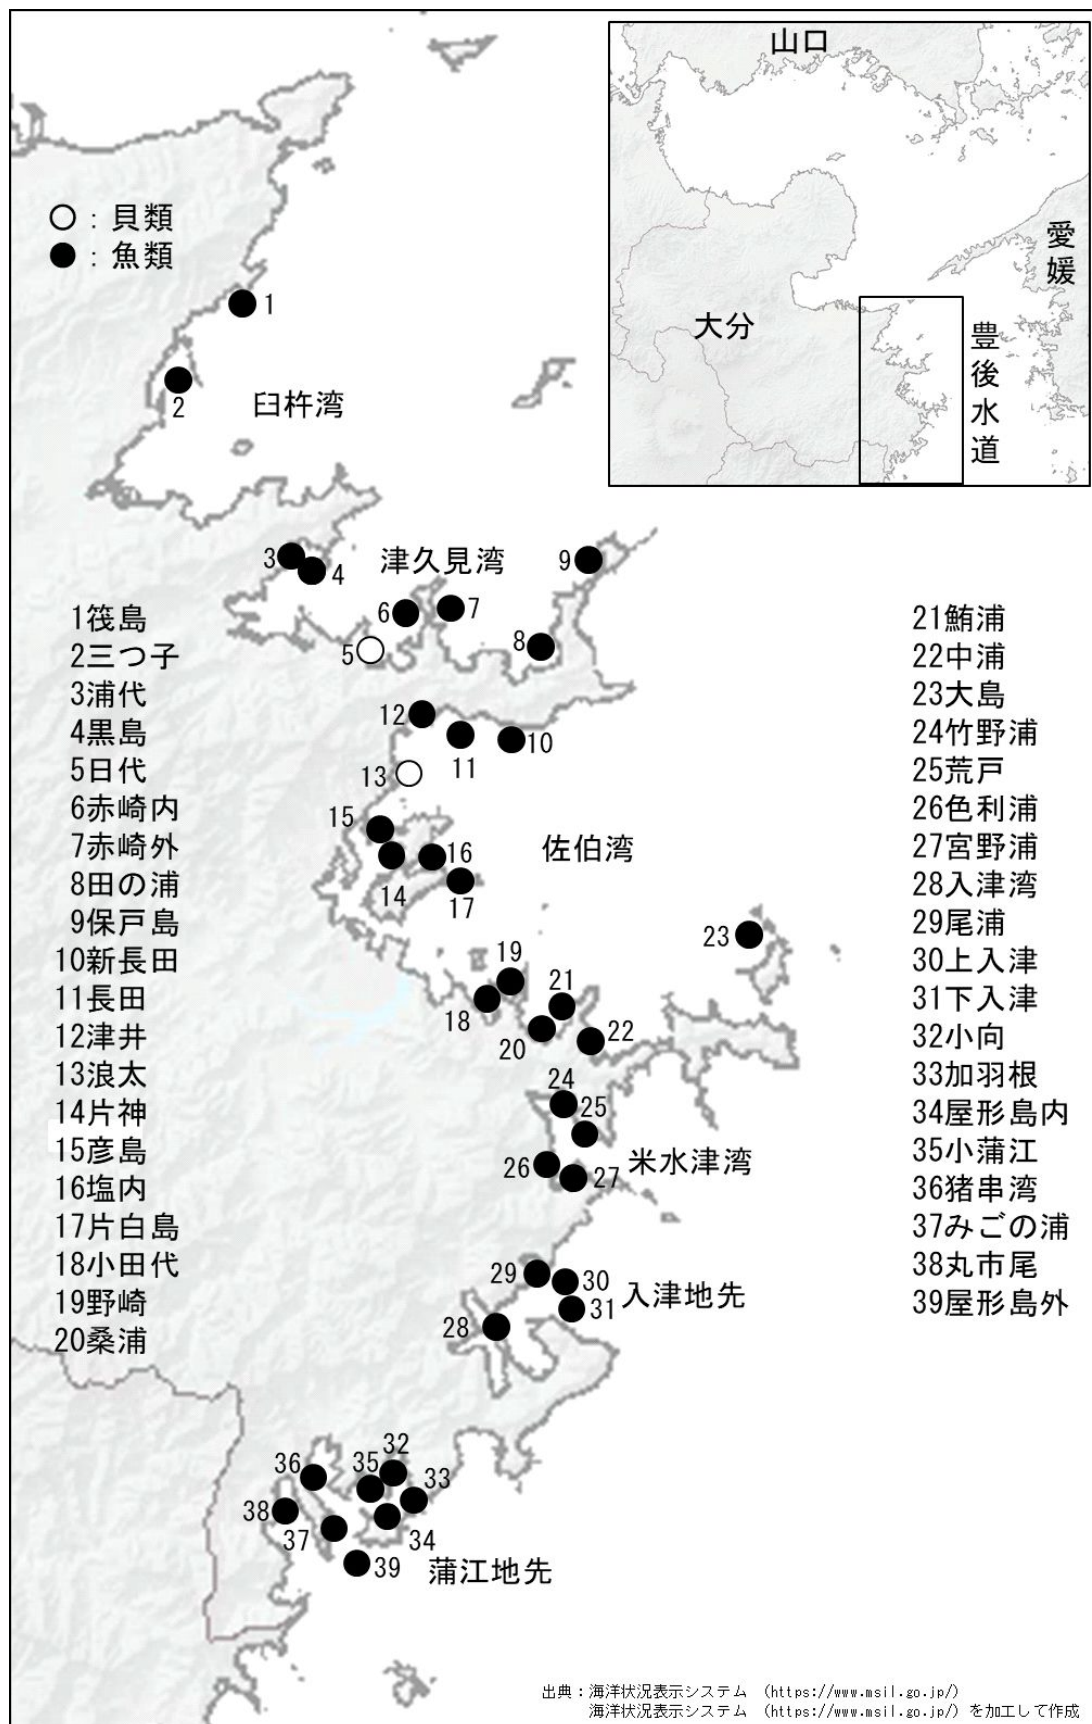 山口
愛媛
大分
豊後水道
○：貝類
●：魚類
1
2
臼杵湾
3
4
津久見湾
9
6
7
5
8
12
11
10
13
15
14
16
17
佐伯湾
23
19
18
21
20
22
24
25
26
27
米水津湾
29
30
31
28
入津地先
36
35
32
33
38
37
34
39
蒲江地先
1筏島
2三つ子
3浦代
4黒島
5日代
6赤崎内
7赤崎外
8田の浦
9保戸島
10新長田
11長田
12津井
13浪太
14片神
15彦島
16塩内
17片白島
18小田代
19野崎
20桑浦
21鮪浦
22中浦
23大島
24竹野浦
25荒戸
26色利浦
27宮野浦
28入津湾
29尾浦
30上入津
31下入津
32小向
33加羽根
34屋形島内
35小蒲江
36猪串湾
37みごの浦
38丸市尾
39屋形島外
出典：海洋状況表示システム （https://www.msil.go.jp/）
海洋状況表示システム （https://www.msil.go.jp/）を加工して作成